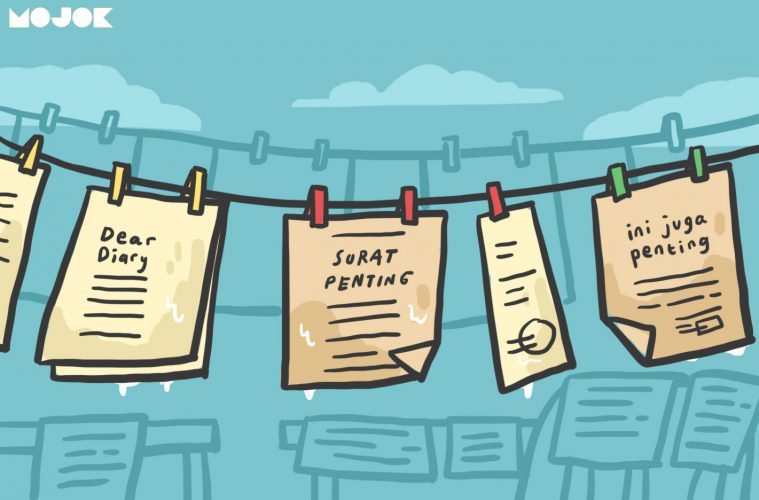 MOJOK
Dear
Diary
SURAT
PENTING
ini juga
penting